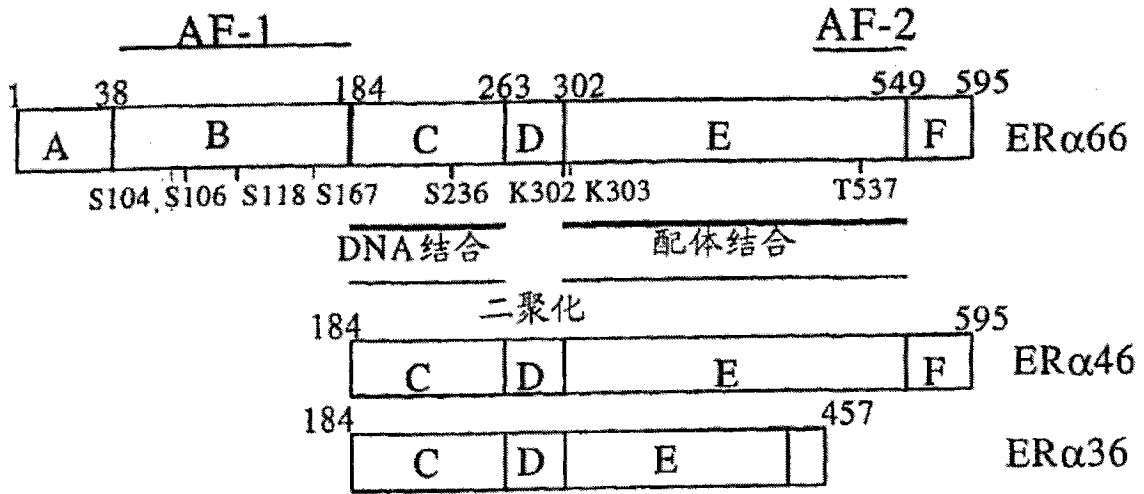 AF-1 AF-2
1 38 184 263 302 549 595
A B C D E F ERα66
S104, S106 S118 S167 S236 K302 K303 T537
DNA结合 配体结合
二聚化
184 595
C D E F ERα46
184 457
C D E ERα36